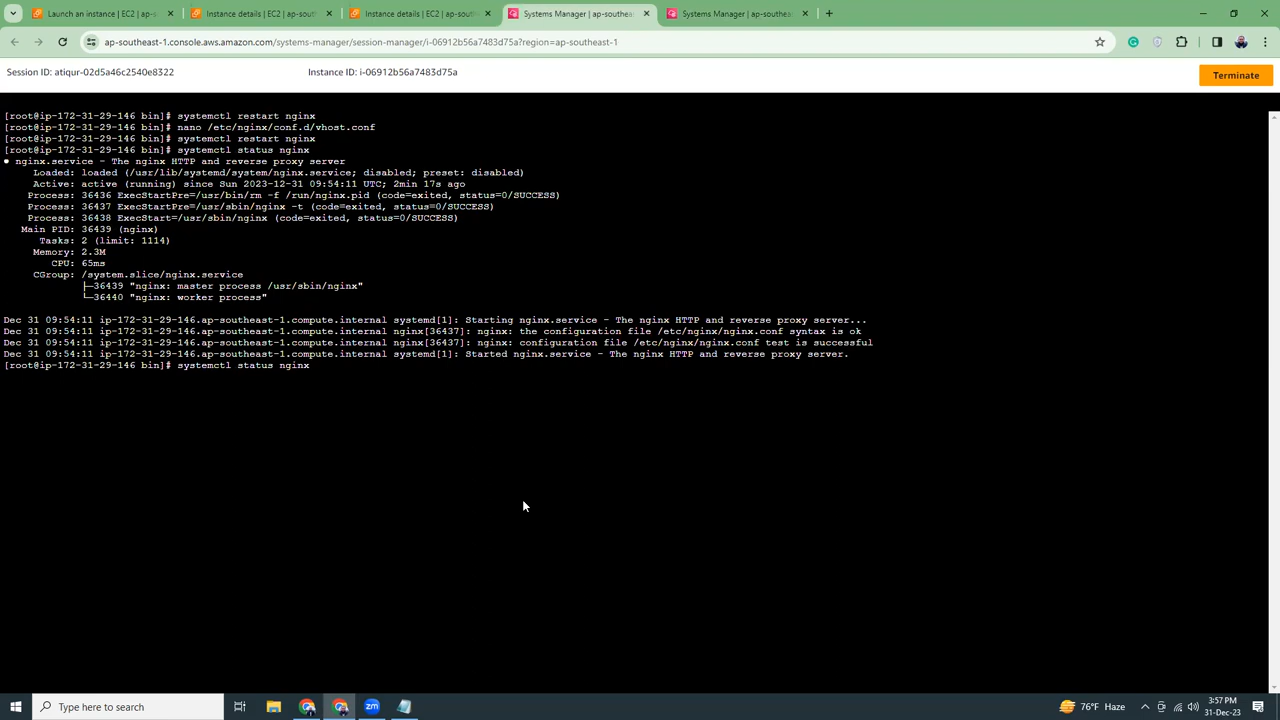 Launch an instance | EC2 | ap-s
Instance details | EC2 | ap-sout
Instance details | EC2 | ap-sout
Systems Manager | ap-southeas
Systems Manager | ap-southeas
ap-southeast-1.console.aws.amazon.com/systems-manager/session-manager/i-06912b56a7483d75a?region=ap-southeast-1
Session ID: atiqur-02d5a46c2540e8322
Instance ID: i-06912b56a7483d75a
Terminate
[root@ip-172-31-29-146 bin]# systemctl restart nginx
[root@ip-172-31-29-146 bin]# nano /etc/nginx/conf.d/vhost.conf
[root@ip-172-31-29-146 bin]# systemctl restart nginx
[root@ip-172-31-29-146 bin]# systemctl status nginx
● nginx.service - The nginx HTTP and reverse proxy server
Loaded: loaded (/usr/lib/systemd/system/nginx.service; disabled; preset: disabled)
Active: active (running) since Sun 2023-12-31 09:54:11 UTC; 2min 17s ago
Process: 36436 ExecStartPre=/usr/bin/rm -f /run/nginx.pid (code=exited, status=0/SUCCESS)
Process: 36437 ExecStartPre=/usr/sbin/nginx -t (code=exited, status=0/SUCCESS)
Process: 36438 ExecStart=/usr/sbin/nginx (code=exited, status=0/SUCCESS)
Main PID: 36439 (nginx)
Tasks: 2 (limit: 1114)
Memory: 2.3M
CPU: 65ms
CGroup: /system.slice/nginx.service
├─36439 "nginx: master process /usr/sbin/nginx"
└─36440 "nginx: worker process"
Dec 31 09:54:11 ip-172-31-29-146.ap-southeast-1.compute.internal systemd[1]: Starting nginx.service - The nginx HTTP and reverse proxy server...
Dec 31 09:54:11 ip-172-31-29-146.ap-southeast-1.compute.internal nginx[36437]: nginx: the configuration file /etc/nginx/nginx.conf syntax is ok
Dec 31 09:54:11 ip-172-31-29-146.ap-southeast-1.compute.internal nginx[36437]: nginx: configuration file /etc/nginx/nginx.conf test is successful
Dec 31 09:54:11 ip-172-31-29-146.ap-southeast-1.compute.internal systemd[1]: Started nginx.service - The nginx HTTP and reverse proxy server.
[root@ip-172-31-29-146 bin]# systemctl status nginx
Type here to search
zm
76°F Haze
3:57 PM
31-Dec-23